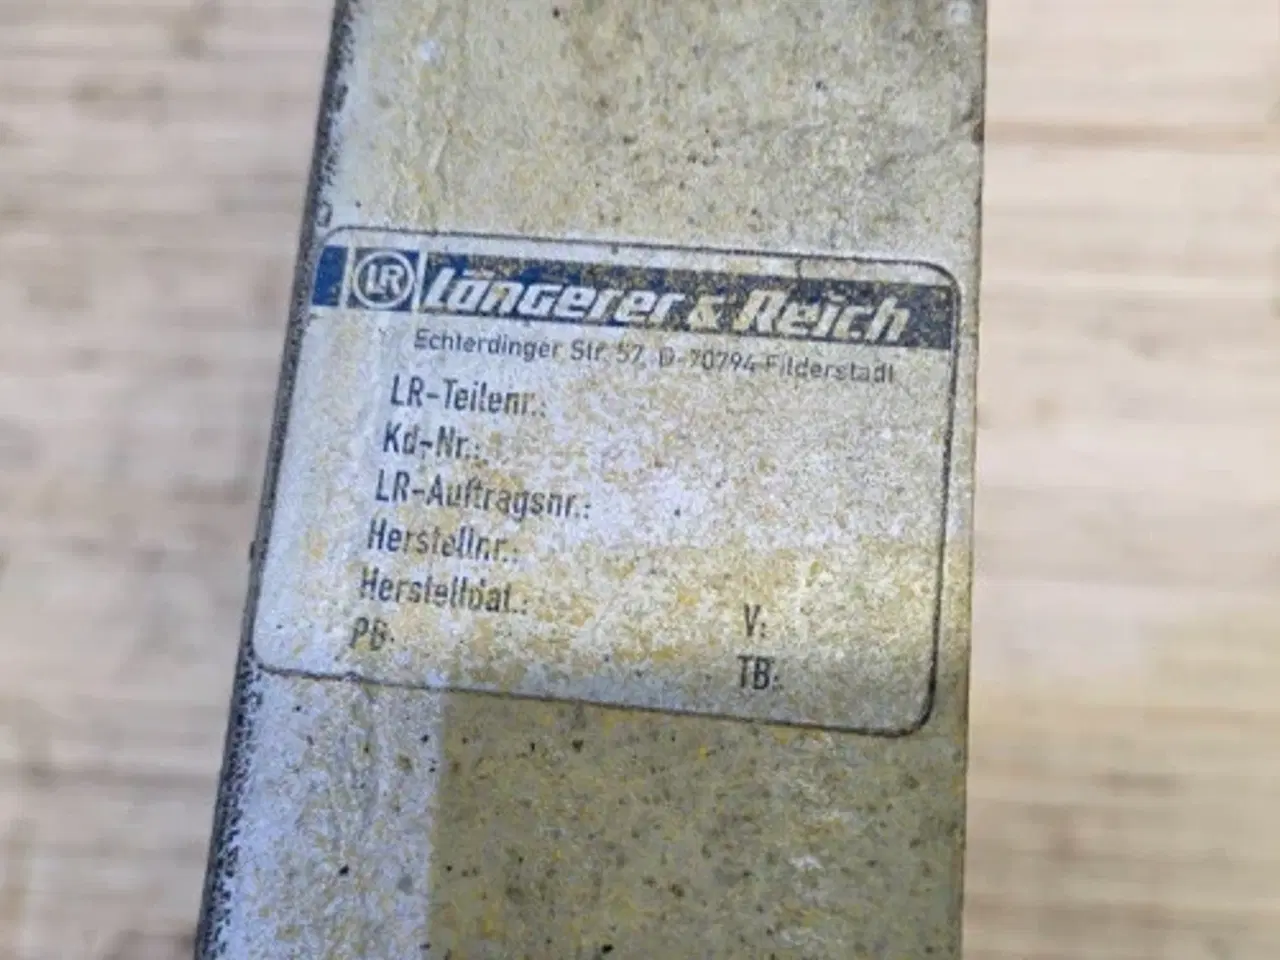 LR Längerer & Reich
Echterdinger Str. 57, D-70794 Filderstadt
LR-Teilenr.:
Kd-Nr.:
LR-Auftragsnr.:
Herstellnr.:
Herstelldat.: V:
PB: TB: